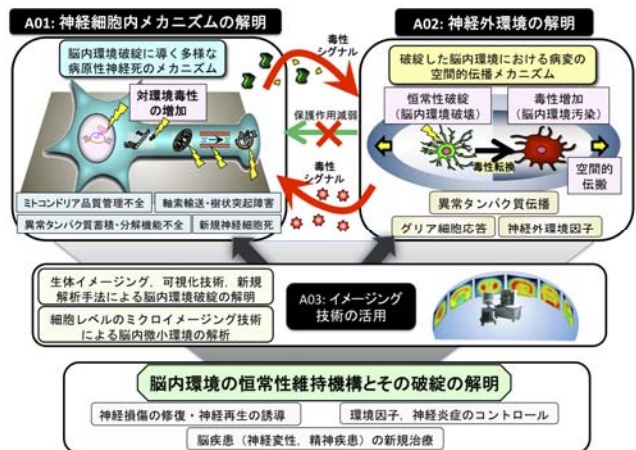 A01: 神経細胞内メカニズムの解明
脳内環境破綻に導く多様な
病原性神経死のメカニズム
対環境毒性
の増加
ミトコンドリア品質管理不全
軸索輸送・樹状突起障害
異常タンパク質蓄積・分解機能不全
新規神経細胞死
毒性
シグナル
保護作用減弱
毒性
シグナル
A02: 神経外環境の解明
破綻した脳内環境における病変の
空間的伝播メカニズム
恒常性破綻
（脳内環境破壊）
毒性増加
（脳内環境汚染）
毒性転換
空間的
伝搬
異常タンパク質伝播
グリア細胞応答
神経外環境因子
生体イメージング，可視化技術，新規
解析手法による脳内環境破綻の解明
細胞レベルのミクロイメージング技術
による脳内微小環境の解析
A03: イメージング
技術の活用
脳内環境の恒常性維持機構とその破綻の解明
神経損傷の修復・神経再生の誘導
環境因子，神経炎症のコントロール
脳疾患（神経変性，精神疾患）の新規治療